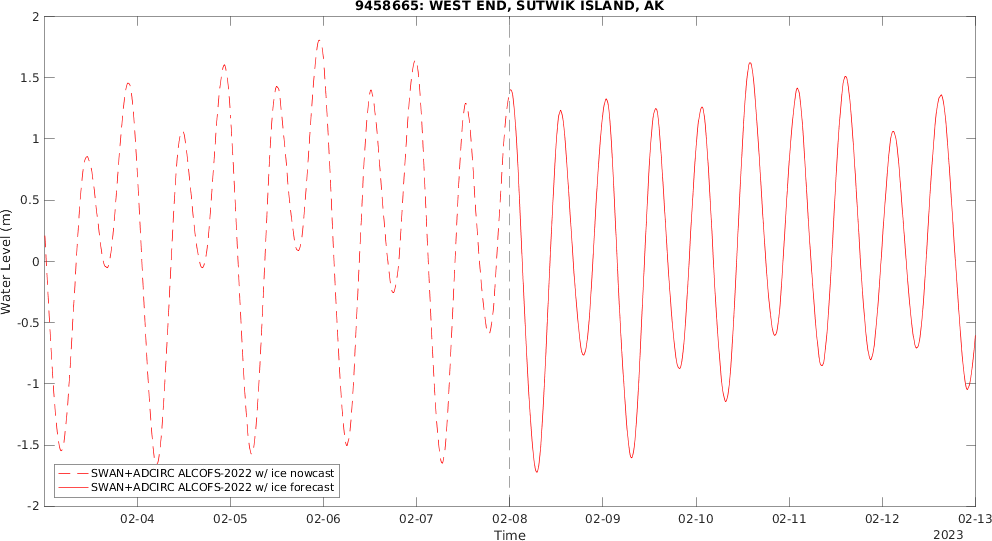 9458665: WEST END, SUTWIK ISLAND, AK
2
1.5
1
0.5
0
-0.5
-1
-1.5
-2
Water Level (m)
SWAN+ADCIRC ALCOFS-2022 w/ ice nowcast
SWAN+ADCIRC ALCOFS-2022 w/ ice forecast
02-04 02-05 02-06 02-07 02-08 02-09 02-10 02-11 02-12 02-13
Time
2023